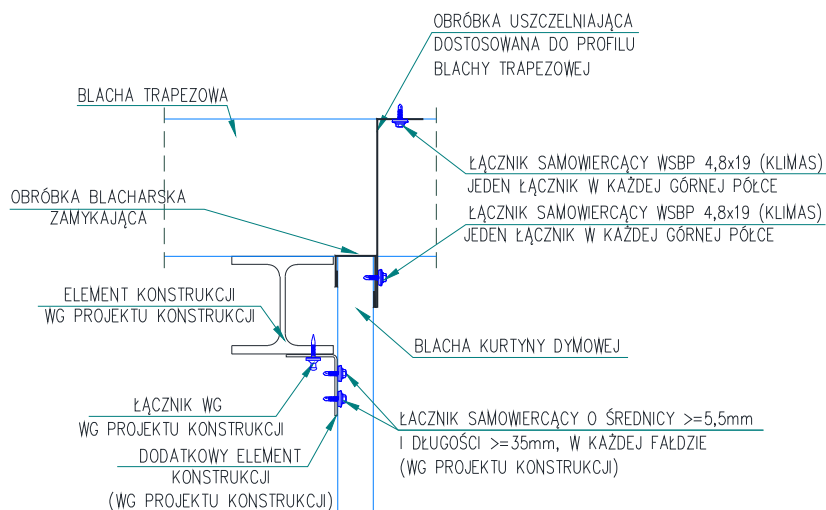 OBRÓBKA USZCZELNIAJĄCA
DOSTOSOWANA DO PROFILU
BLACHY TRAPEZOWEJ
BLACHA TRAPEZOWA
ŁĄCZNIK SAMOWIERCĄCY WSBP 4,8x19 (KLIMAS)
JEDEN ŁĄCZNIK W KAŻDEJ GÓRNEJ PÓŁCE
OBRÓBKA BLACHARSKA
ZAMYKAJĄCA
ŁĄCZNIK SAMOWIERCĄCY WSBP 4,8x19 (KLIMAS)
JEDEN ŁĄCZNIK W KAŻDEJ GÓRNEJ PÓŁCE
ELEMENT KONSTRUKCJI
WG PROJEKTU KONSTRUKCJI
BLACHA KURTYNY DYMOWEJ
ŁĄCZNIK WG
WG PROJEKTU KONSTRUKCJI
ŁACZNIK SAMOWIERCĄCY O ŚREDNICY >=5,5mm
I DŁUGOŚCI >=35mm, W KAŻDEJ FAŁDZIE
(WG PROJEKTU KONSTRUKCJI)
DODATKOWY ELEMENT
KONSTRUKCJI
(WG PROJEKTU KONSTRUKCJI)